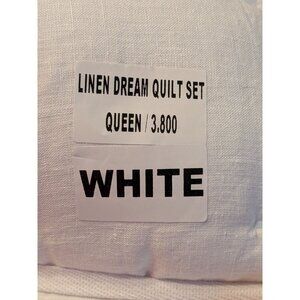 LINEN DREAM QUILT SET
QUEEN / 3.800
WHITE